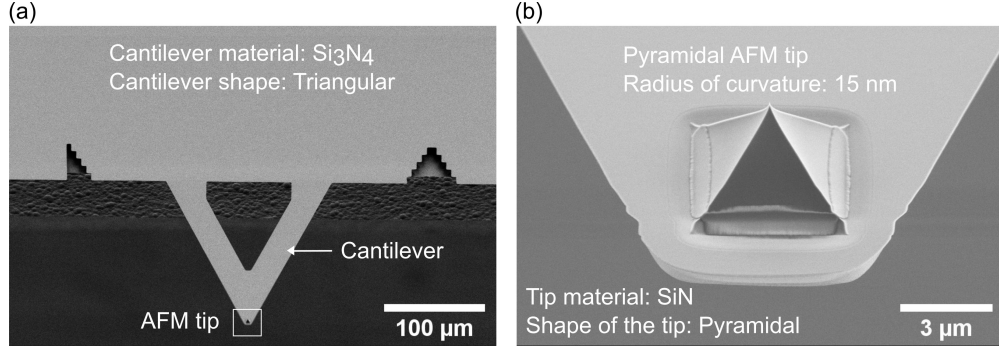 (a)
Cantilever material: Si3N4
Cantilever shape: Triangular
Cantilever
AFM tip
100 µm
(b)
Pyramidal AFM tip
Radius of curvature: 15 nm
Tip material: SiN
Shape of the tip: Pyramidal
3 µm